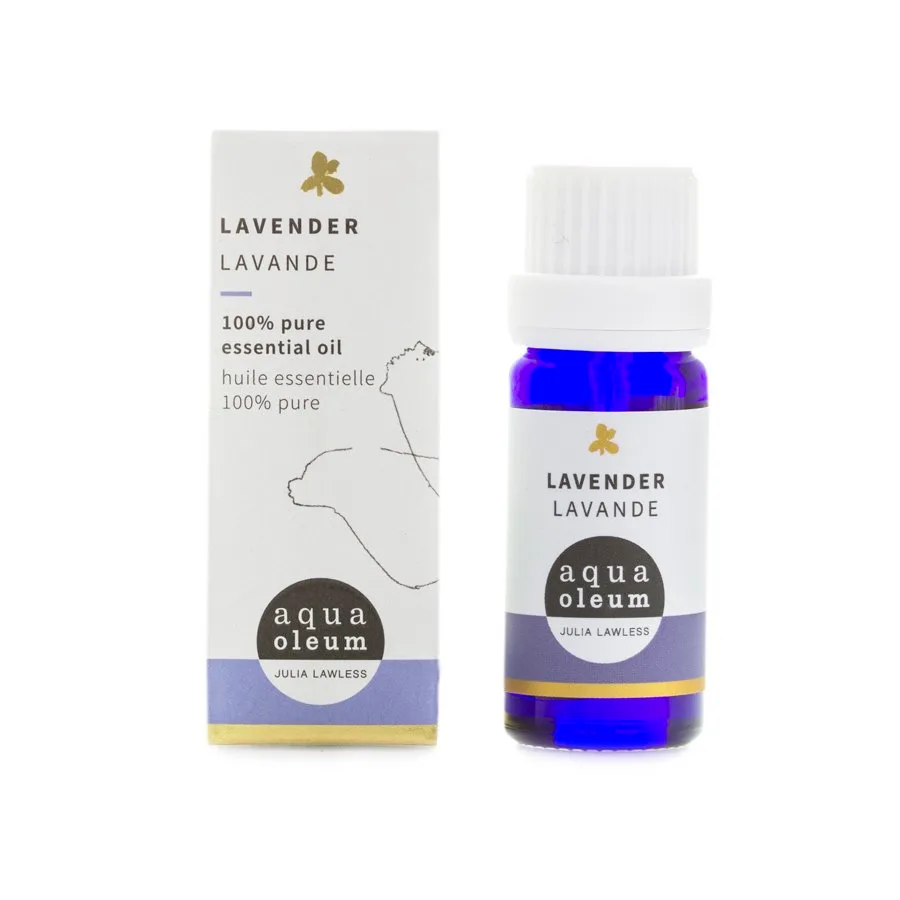 LAVENDER
LAVANDE
100% pure
essential oil
huile essentielle
100% pure
aqua
oleum
JULIA LAWLESS
LAVENDER
LAVANDE
aqua
oleum
JULIA LAWLESS